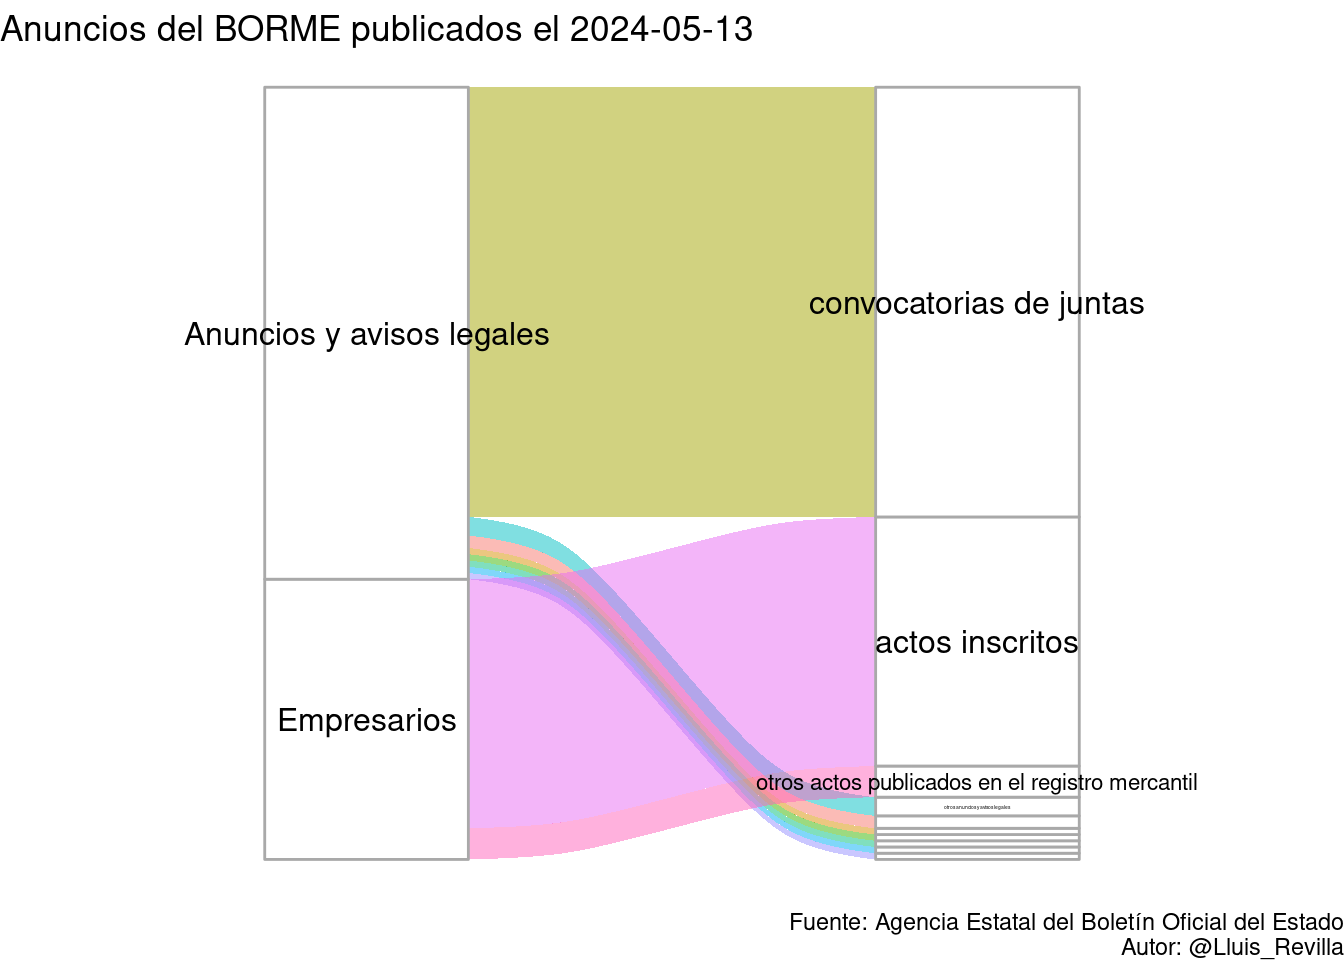 Anuncios del BORME publicados el 2024-05-13
convocatorias de juntas
Anuncios y avisos legales
actos inscritos
Empresarios
otros actos publicados en el registro mercantil
otros anuncios y avisos legales
Fuente: Agencia Estatal del Boletín Oficial del Estado
Autor: @Lluis_Revilla